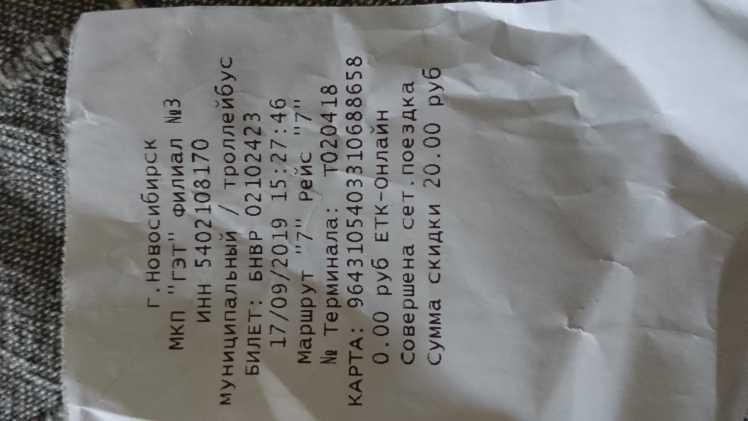 г.Новосибирск
МКП "ГЭТ" Филиал №3
ИНН 5402108170
муниципальный / троллейбус
БИЛЕТ: БНВР 02102423
17/09/2019 15:27:46
Маршрут "7" Рейс "7"
№ Терминала: Т020418
КАРТА: 96431054033106886​58
0.00 руб ЕТК-Онлайн
Совершена сет.поездка
Сумма скидки 20.00 руб